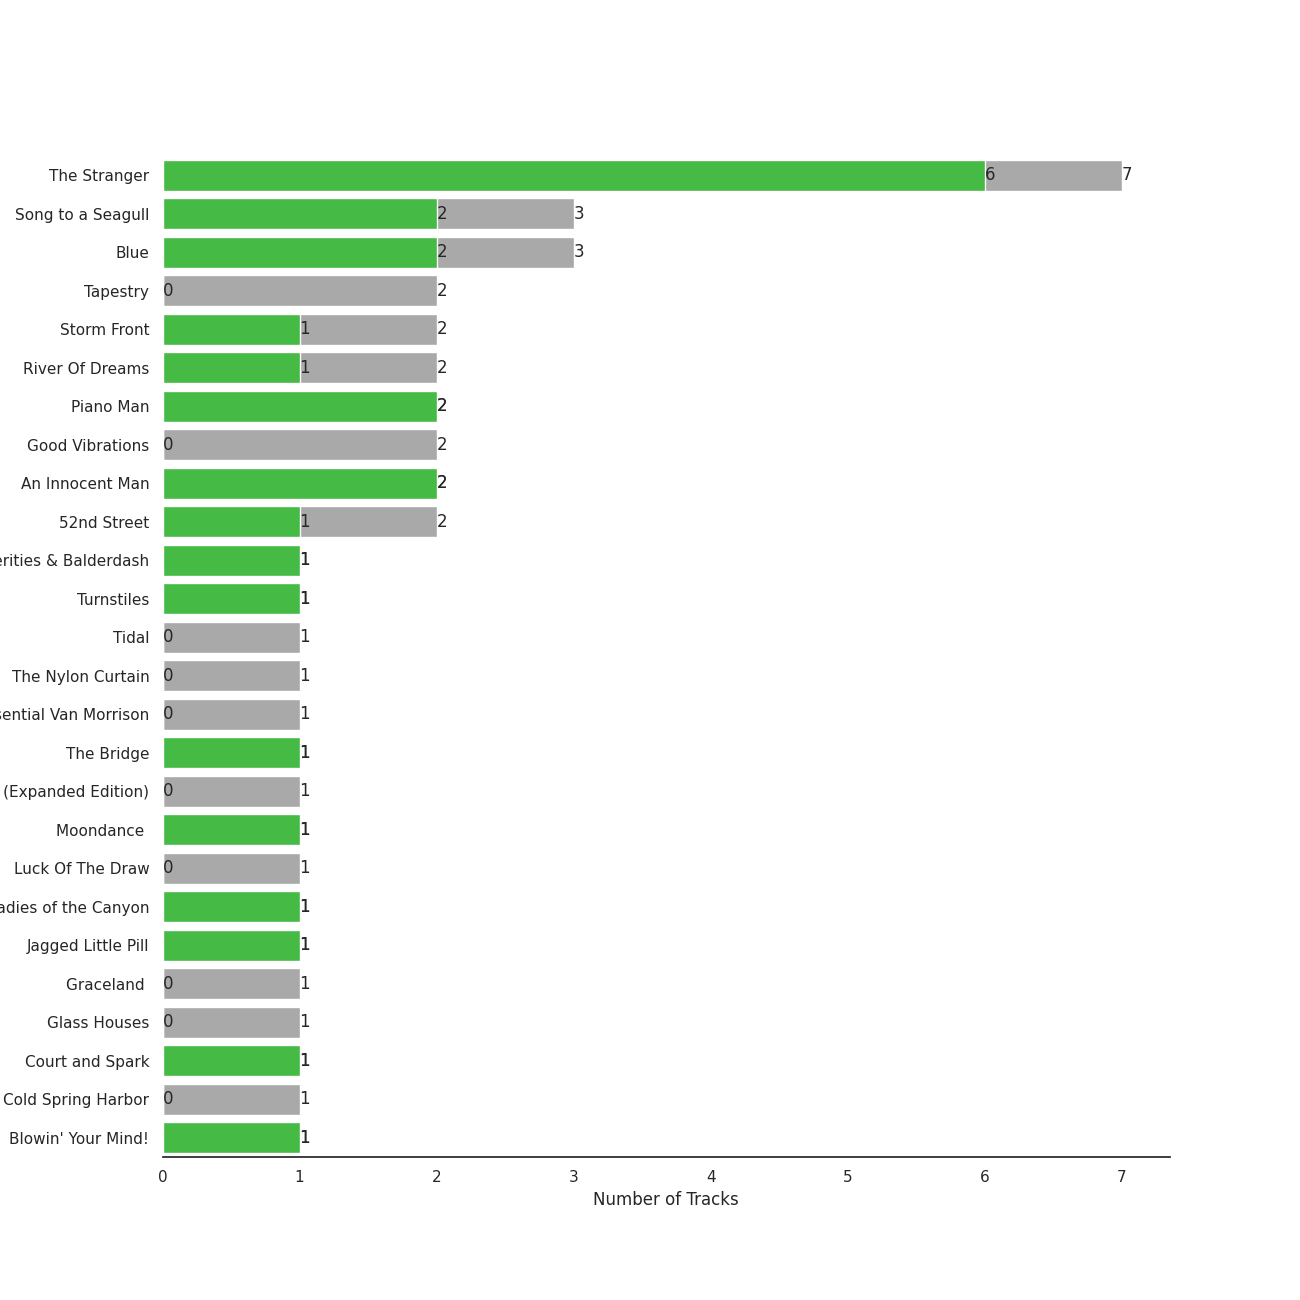 The Stranger 6 7
Song to a Seagull 2 3
Blue 2 3
Tapestry 0 2
Storm Front 1 2
River Of Dreams 1 2
Piano Man 2
Good Vibrations 0 2
An Innocent Man 2
52nd Street 1 2
erities & Balderdash 1
Turnstiles 1
Tidal 0 1
The Nylon Curtain 0 1
sential Van Morrison 0 1
The Bridge 1
(Expanded Edition) 0 1
Moondance 1
Luck Of The Draw 0 1
adies of the Canyon 1
Jagged Little Pill 1
Graceland 0 1
Glass Houses 0 1
Court and Spark 1
Cold Spring Harbor 0 1
Blowin' Your Mind! 1
0 1 2 3 4 5 6 7
Number of Tracks